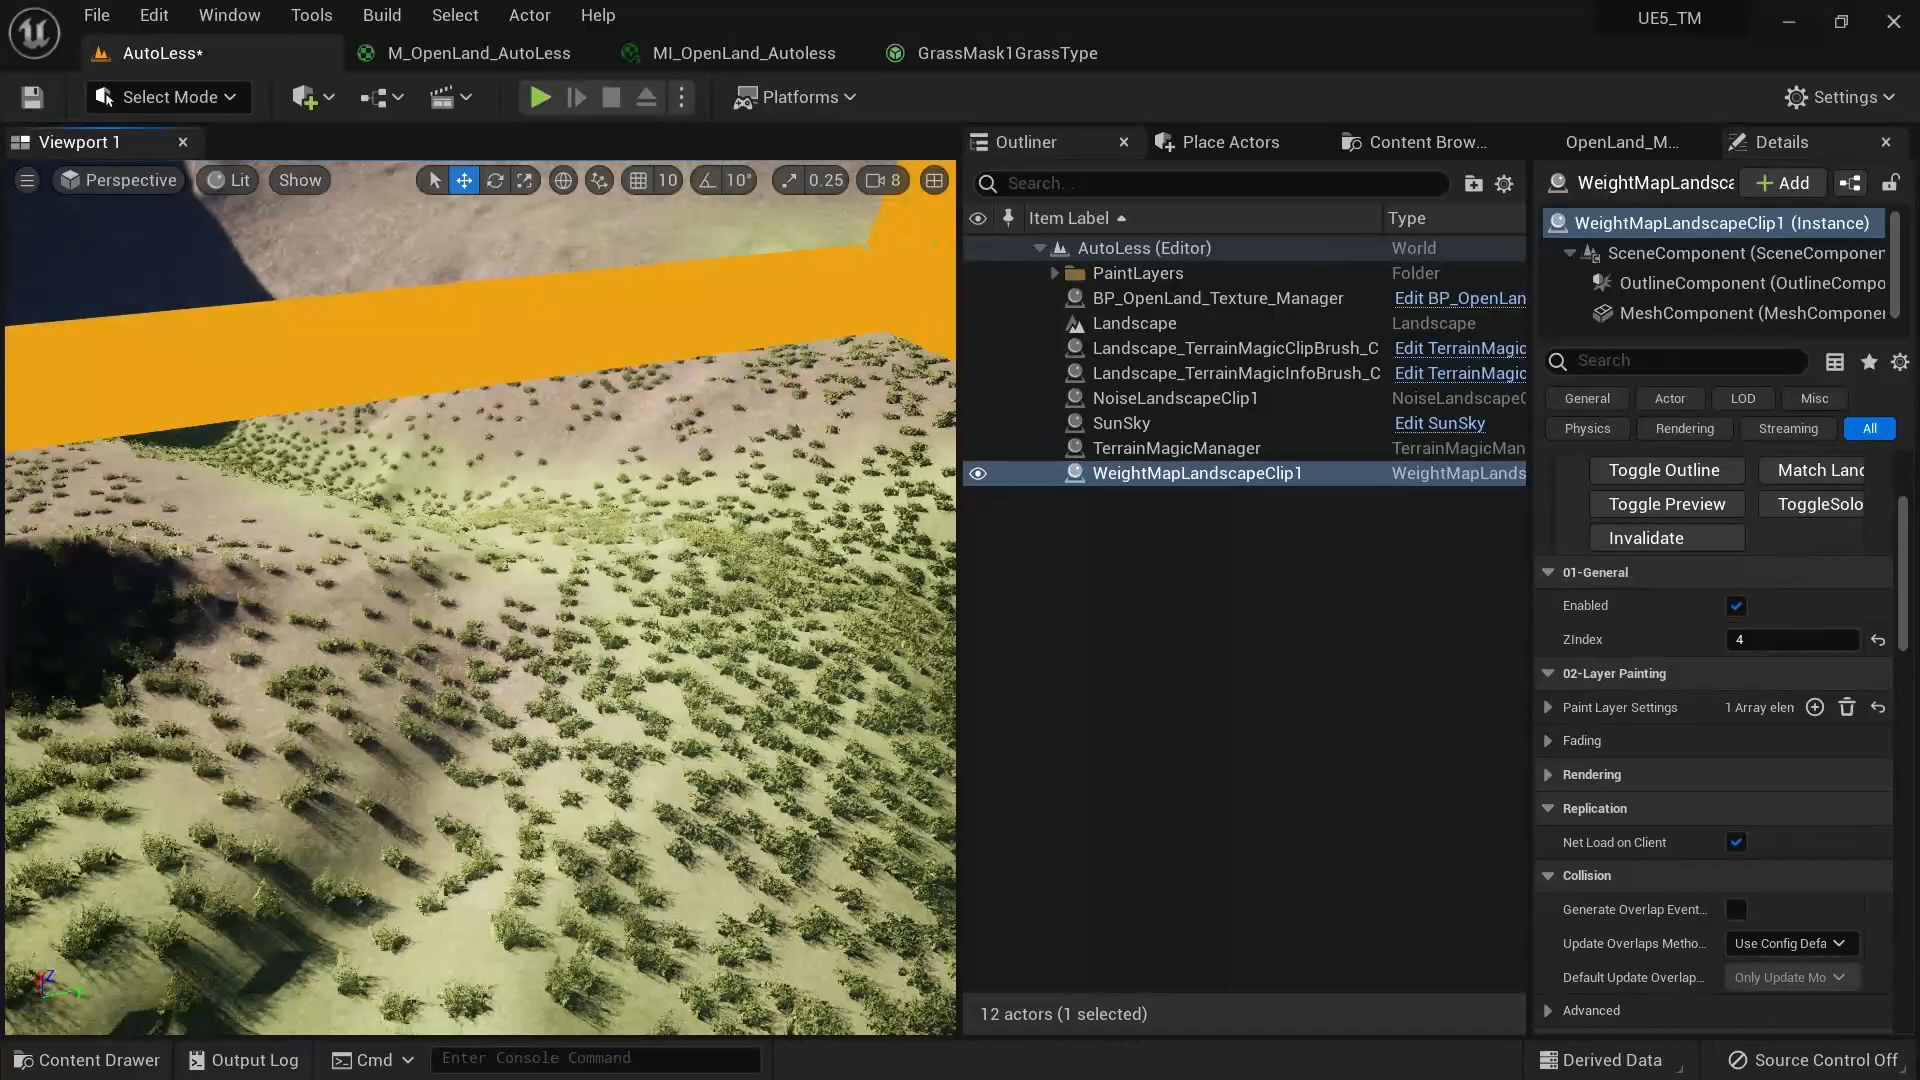 File Edit Window Tools Build Select Actor Help
UE5_TM
AutoLess*
M_OpenLand_AutoLess
MI_OpenLand_Autoless
GrassMask1GrassType
Select Mode
Platforms
Settings
Viewport 1
Perspective
Lit
Show
10
10°
0.25
8
Outliner
Place Actors
Content Brow...
OpenLand_M...
Details
Search...
Item Label
Type
AutoLess (Editor) World
PaintLayers Folder
BP_OpenLand_Texture_Manager Edit BP_OpenLan
Landscape Landscape
Landscape_TerrainMagicClipBrush_C Edit TerrainMagic
Landscape_TerrainMagicInfoBrush_C Edit TerrainMagic
NoiseLandscapeClip1 NoiseLandscapeC
SunSky Edit SunSky
TerrainMagicManager TerrainMagicMan
WeightMapLandscapeClip1 WeightMapLands
12 actors (1 selected)
WeightMapLandsca
Add
WeightMapLandscapeClip1 (Instance)
SceneComponent (SceneComponen
OutlineComponent (OutlineCompo
MeshComponent (MeshComponen
Search
General Actor LOD Misc
Physics Rendering Streaming All
Toggle Outline Match Lanc
Toggle Preview ToggleSolo
Invalidate
01-General
Enabled
ZIndex 4
02-Layer Painting
Paint Layer Settings 1 Array elen
Fading
Rendering
Replication
Net Load on Client
Collision
Generate Overlap Event...
Update Overlaps Metho... Use Config Defa
Default Update Overlap... Only Update Mo
Advanced
Content Drawer
Output Log
Cmd
Enter Console Command
Derived Data
Source Control Off
Z